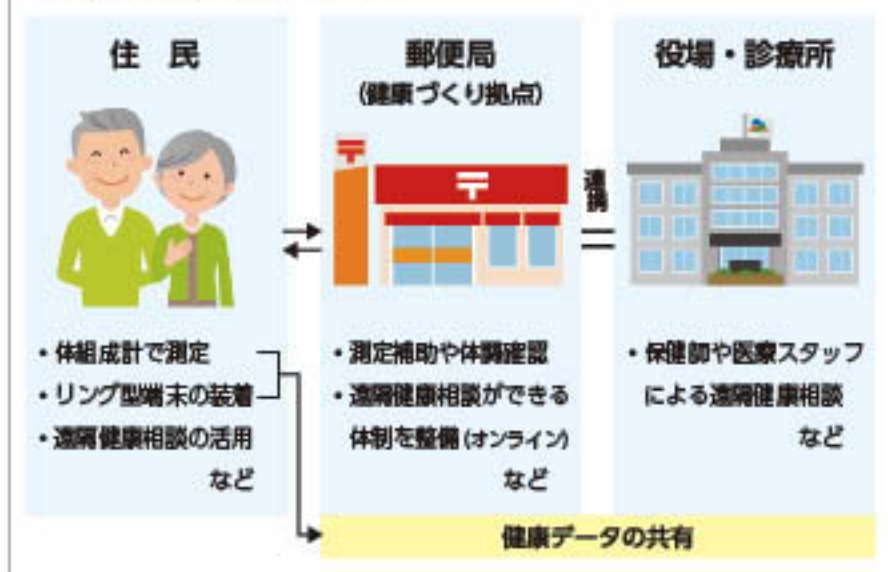 住 民
・体組成計で測定
・リング型端末の装着
・遠隔健康相談の活用
など
郵便局
(健康づくり拠点)
・測定補助や体調確認
・遠隔健康相談ができる
体制を整備(オンライン)
など
連携
役場・診療所
・保健師や医療スタッフ
による遠隔健康相談
など
健康データの共有